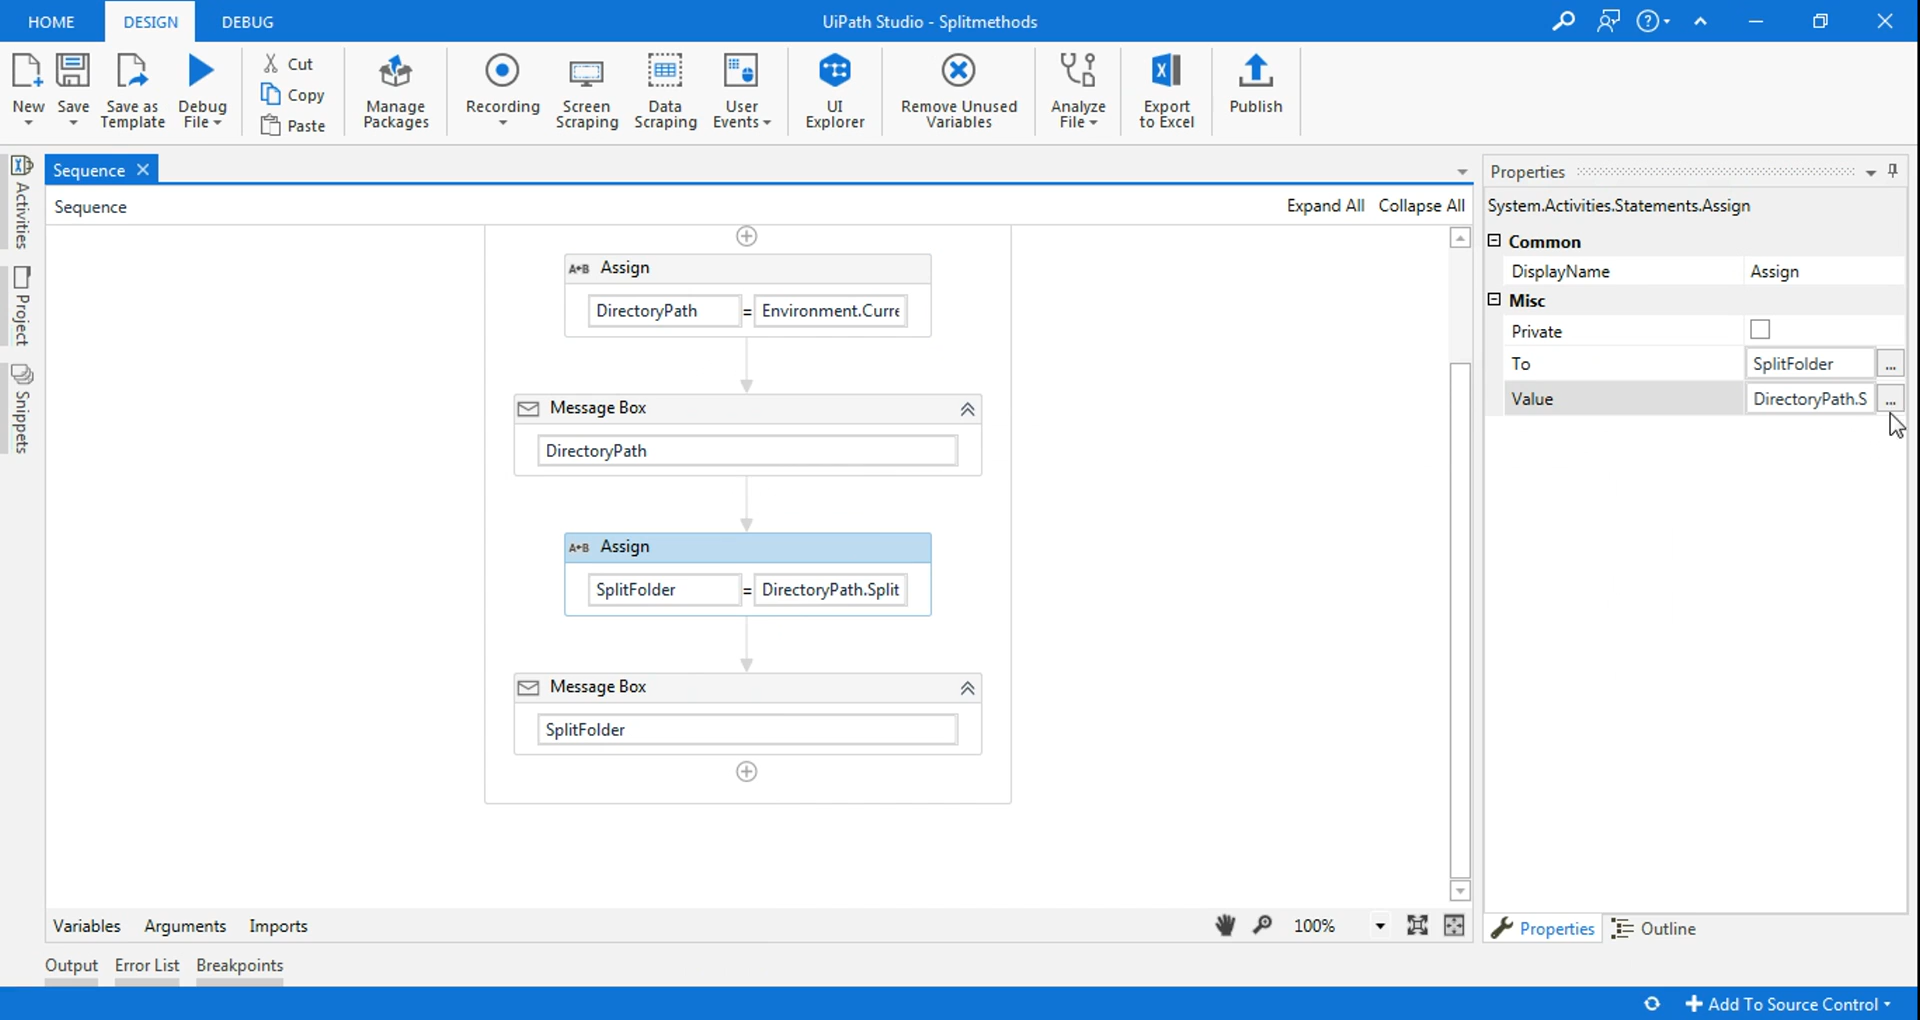 HOME DESIGN DEBUG UiPath Studio - Splitmethods
New Save Save as Template Debug File Cut Copy Paste Manage Packages Recording Screen Scraping Data Scraping User Events UI Explorer Remove Unused Variables Analyze File Export to Excel Publish
Activities
Project
Snippets
Sequence
Sequence Expand All Collapse All
A+B Assign
DirectoryPath = Environment.Curre
Message Box
DirectoryPath
A+B Assign
SplitFolder = DirectoryPath.Split
Message Box
SplitFolder
Properties
System.Activities.Statements.Assign
Common
DisplayName Assign
Misc
Private
To SplitFolder ...
Value DirectoryPath.S ...
Variables Arguments Imports 100%
Properties Outline
Output Error List Breakpoints
Add To Source Control